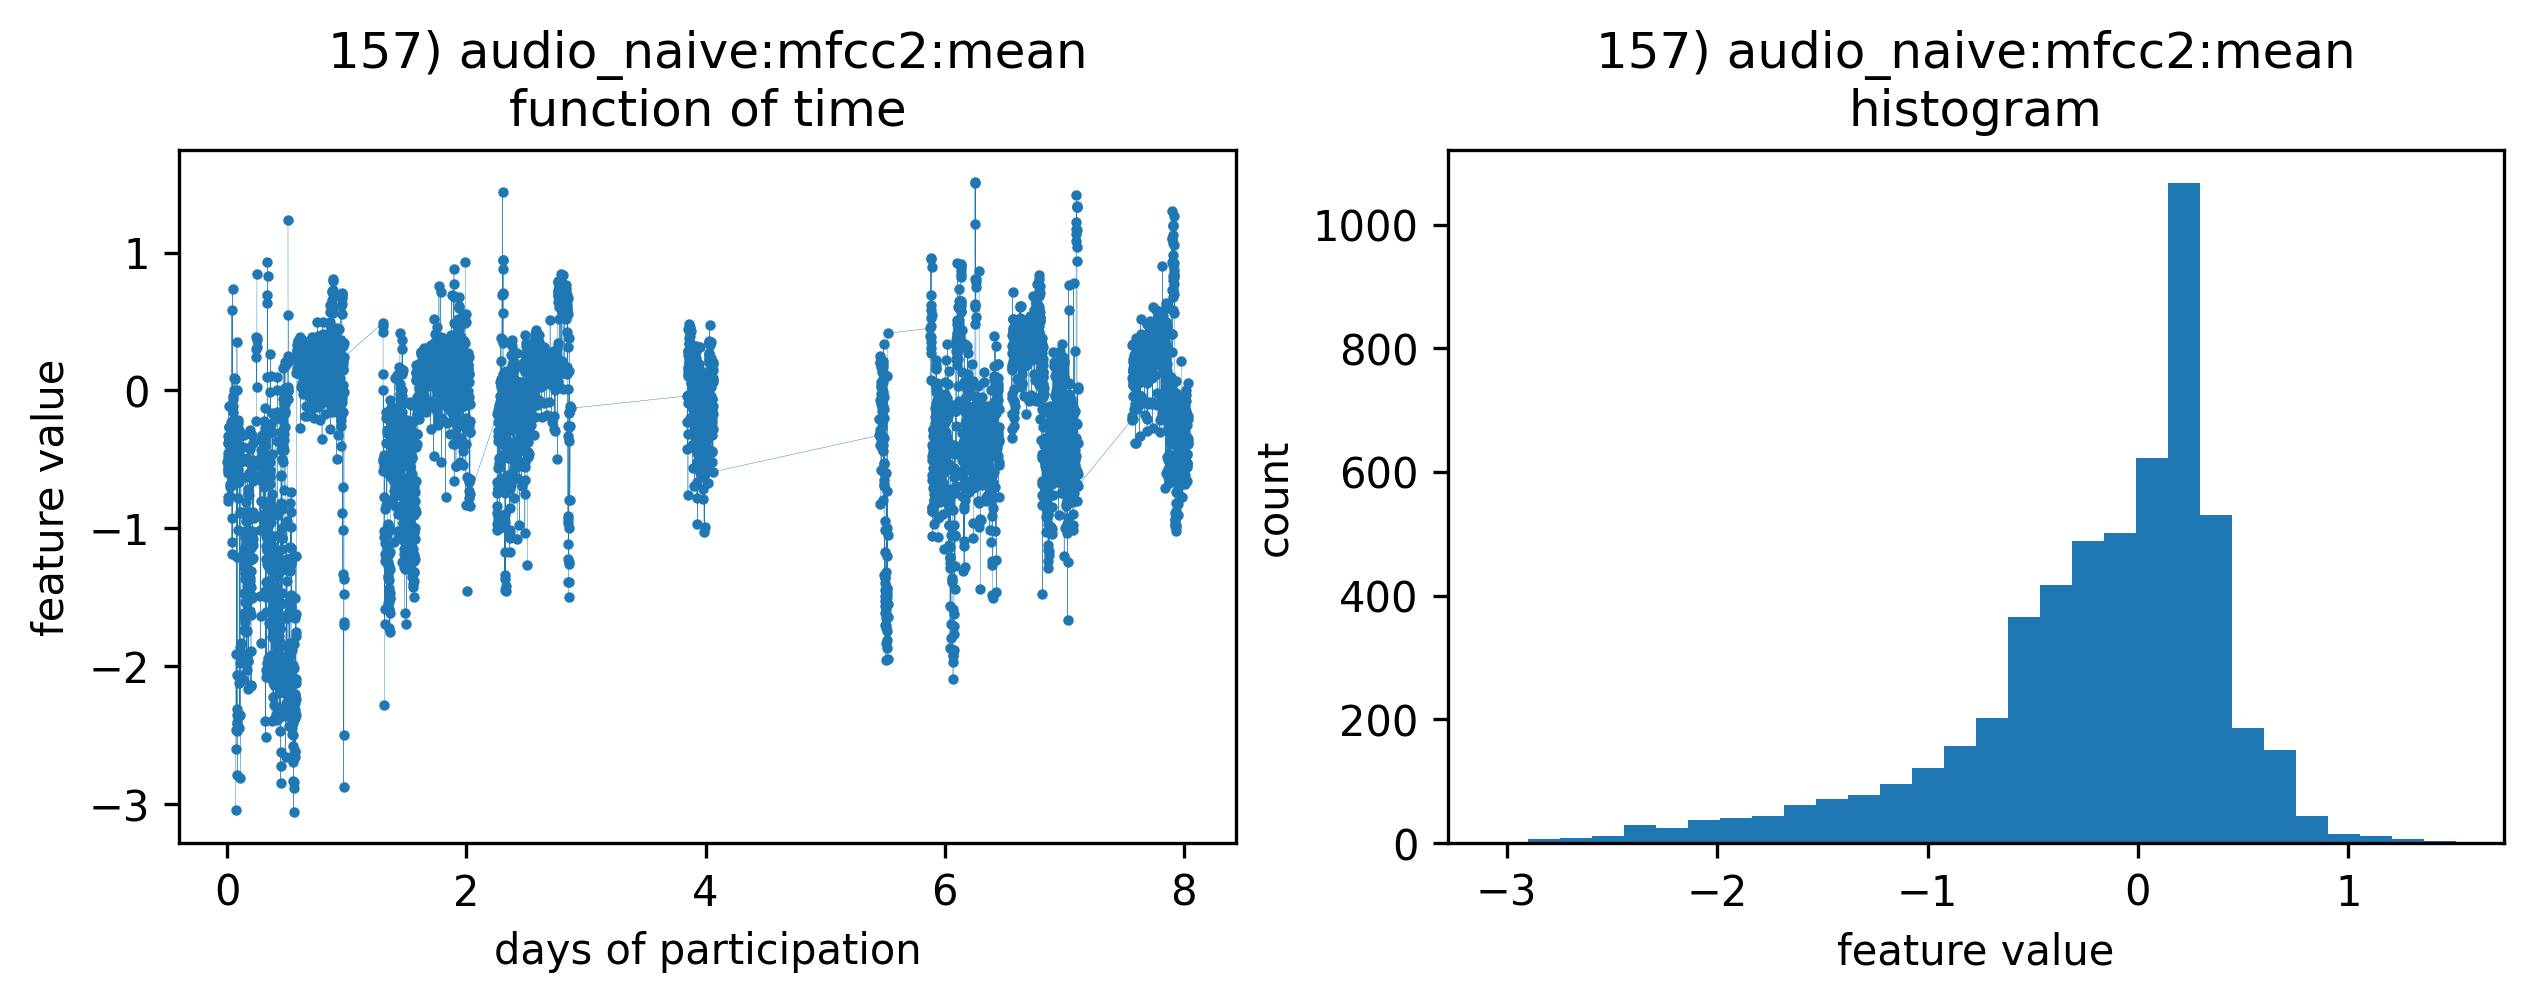 157) audio_naive:mfcc2:mean
function of time
feature value
1
0
−1
−2
−3
0 2 4 6 8
days of participation
157) audio_naive:mfcc2:mean
histogram
count
1000
800
600
400
200
0
−3 −2 −1 0 1
feature value